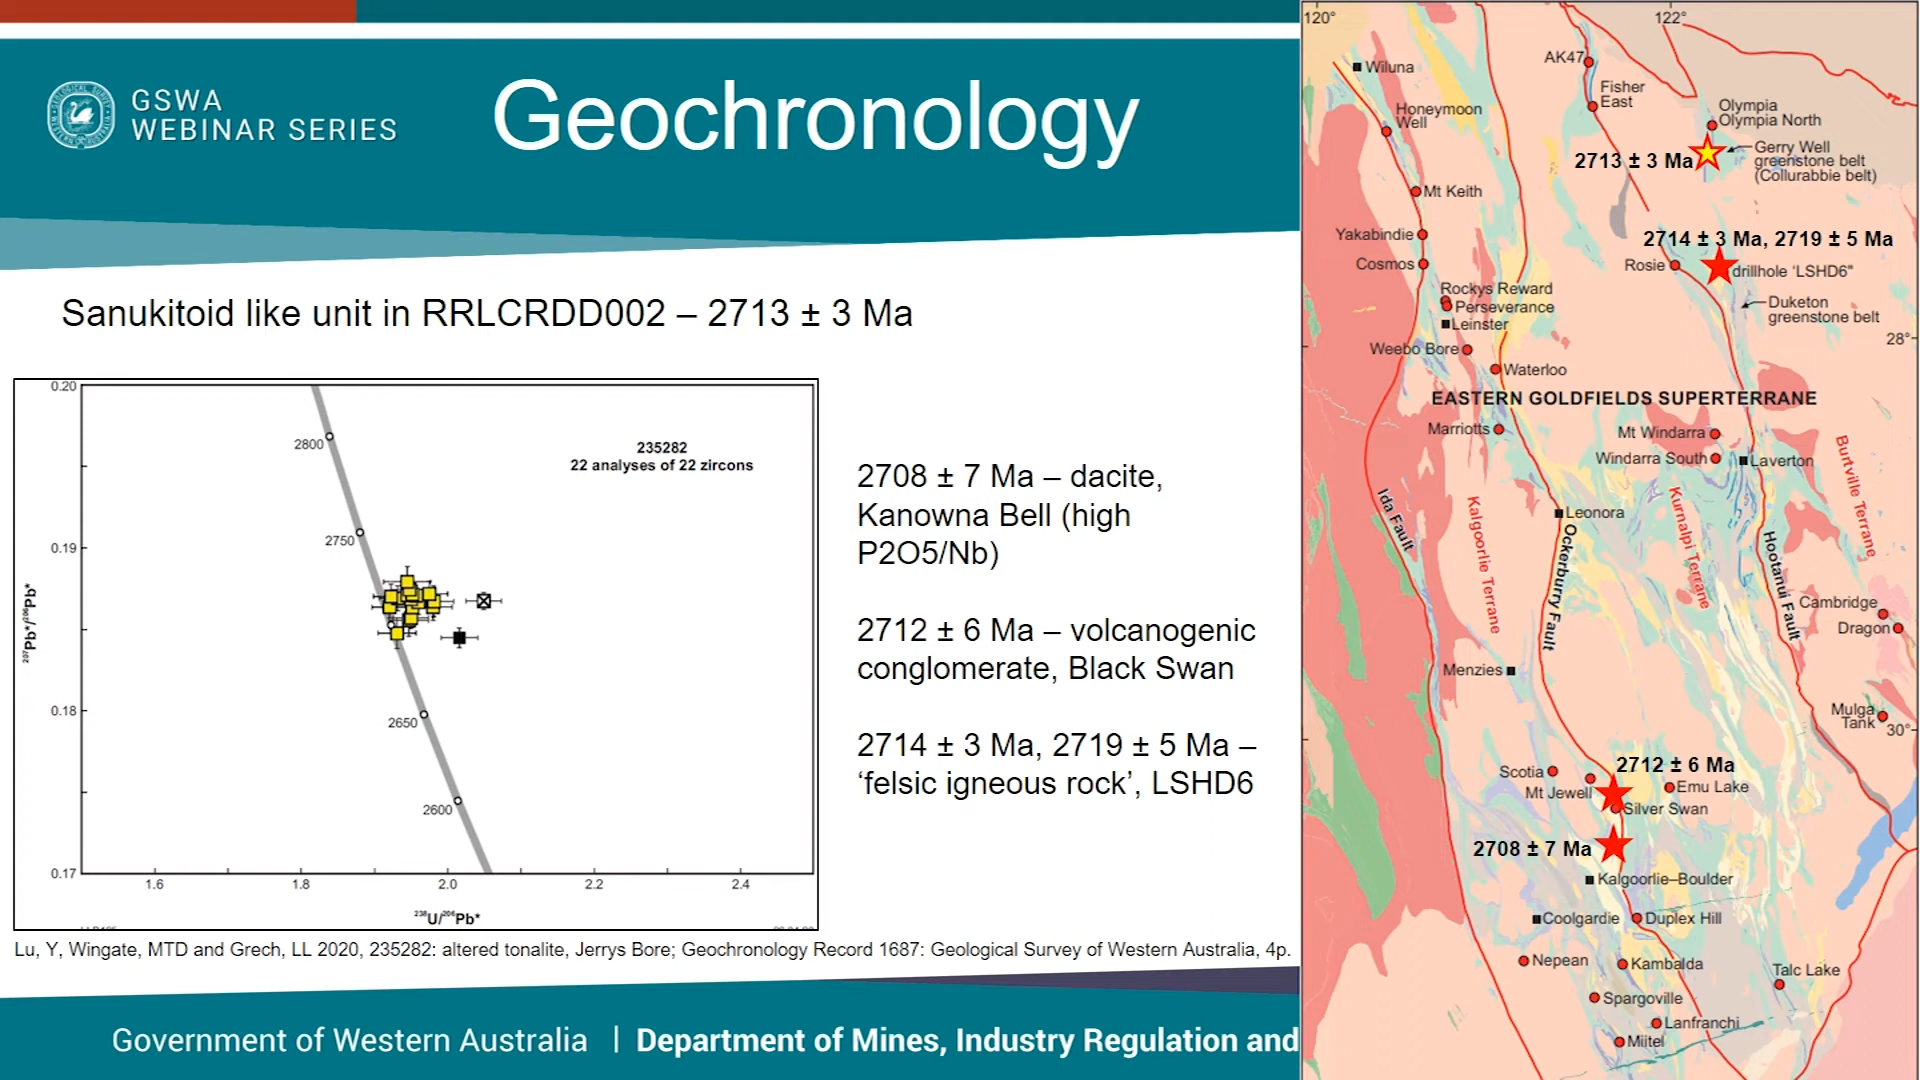 GSWA
WEBINAR SERIES
Geochronology
Sanukitoid like unit in RRLCRDD002 – 2713 ± 3 Ma
0.20
0.19
0.18
0.17
²⁰⁷Pb*/²⁰⁶Pb*
2800
2750
2650
2600
235282
22 analyses of 22 zircons
1.6
1.8
2.0
2.2
2.4
²³⁸U/²⁰⁶Pb*
2708 ± 7 Ma – dacite,
Kanowna Bell (high
P2O5/Nb)
2712 ± 6 Ma – volcanogenic
conglomerate, Black Swan
2714 ± 3 Ma, 2719 ± 5 Ma –
‘felsic igneous rock’, LSHD6
Lu, Y, Wingate, MTD and Grech, LL 2020, 235282: altered tonalite, Jerrys Bore; Geochronology Record 1687: Geological Survey of Western Australia, 4p.
Government of Western Australia | Department of Mines, Industry Regulation and
120°
122°
AK47
Wiluna
Fisher
East
Honeymoon
Well
Olympia
Olympia North
2713 ± 3 Ma
Gerry Well
greenstone belt
(Collurabbie belt)
Mt Keith
Yakabindie
2714 ± 3 Ma, 2719 ± 5 Ma
Cosmos
Rosie
drillhole 'LSHD6"
Rockys Reward
Perseverance
Duketon
greenstone belt
Leinster
28°
Weebo Bore
Waterloo
EASTERN GOLDFIELDS SUPERTERRANE
Marriotts
Mt Windarra
Windarra South
Laverton
Burtville Terrane
Ida Fault
Kalgoorlie Terrane
Leonora
Ockerburry Fault
Kurnalpi Terrane
Hootanui Fault
Cambridge
Dragon
Menzies
Mulga
Tank
30°
2712 ± 6 Ma
Scotia
Mt Jewell
Emu Lake
Silver Swan
2708 ± 7 Ma
Kalgoorlie–Boulder
Coolgardie
Duplex Hill
Nepean
Kambalda
Talc Lake
Spargoville
Lanfranchi
Miitel